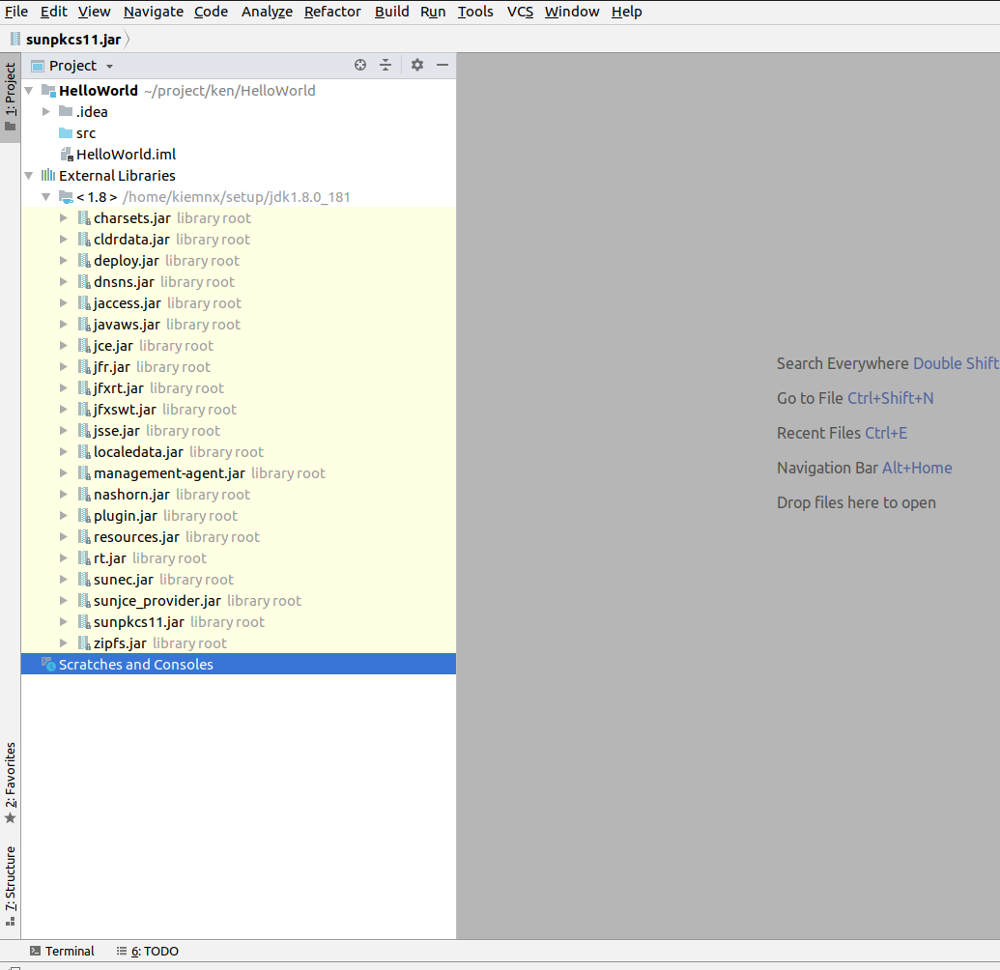 File Edit View Navigate Code Analyze Refactor Build Run Tools VCS Window Help
sunpkcs11.jar
1: Project
Project
HelloWorld ~/project/ken/HelloWorld
.idea
src
HelloWorld.iml
External Libraries
< 1.8 > /home/kiemnx/setup/jdk1.8.0_181
charsets.jar library root
cldrdata.jar library root
deploy.jar library root
dnsns.jar library root
jaccess.jar library root
javaws.jar library root
jce.jar library root
jfr.jar library root
jfxrt.jar library root
jfxswt.jar library root
jsse.jar library root
localedata.jar library root
management-agent.jar library root
nashorn.jar library root
plugin.jar library root
resources.jar library root
rt.jar library root
sunec.jar library root
sunjce_provider.jar library root
sunpkcs11.jar library root
zipfs.jar library root
Scratches and Consoles
Search Everywhere Double Shift
Go to File Ctrl+Shift+N
Recent Files Ctrl+E
Navigation Bar Alt+Home
Drop files here to open
2: Favorites
7: Structure
Terminal 6: TODO